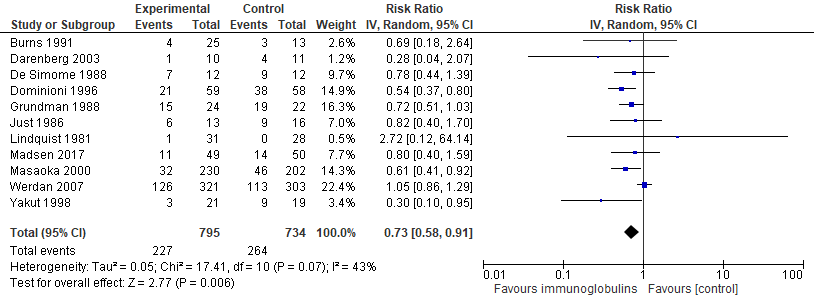 Experimental Control Risk Ratio Risk Ratio
Study or Subgroup Events Total Events Total Weight IV, Random, 95% CI IV, Random, 95% CI
Burns 1991 4 25 3 13 2.6% 0.69 [0.18, 2.64]
Darenberg 2003 1 10 4 11 1.2% 0.28 [0.04, 2.07]
De Simome 1988 7 12 9 12 9.4% 0.78 [0.44, 1.39]
Dominioni 1996 21 59 38 58 14.9% 0.54 [0.37, 0.80]
Grundman 1988 15 24 19 22 16.2% 0.72 [0.51, 1.03]
Just 1986 6 13 9 16 7.0% 0.82 [0.40, 1.70]
Lindquist 1981 1 31 0 28 0.5% 2.72 [0.12, 64.14]
Madsen 2017 11 49 14 50 7.9% 0.80 [0.40, 1.59]
Masaoka 2000 32 230 46 202 14.3% 0.61 [0.41, 0.92]
Werdan 2007 126 321 113 303 22.4% 1.05 [0.86, 1.29]
Yakut 1998 3 21 9 19 3.4% 0.30 [0.10, 0.95]
Total (95% CI) 795 734 100.0% 0.73 [0.58, 0.91]
Total events 227 264
Heterogeneity: Tau² = 0.05; Chi² = 17.41, df = 10 (P = 0.07); I² = 43%
Test for overall effect: Z = 2.77 (P = 0.006)
0.01 0.1 1 10 100
Favours immunoglobulins Favours [control]